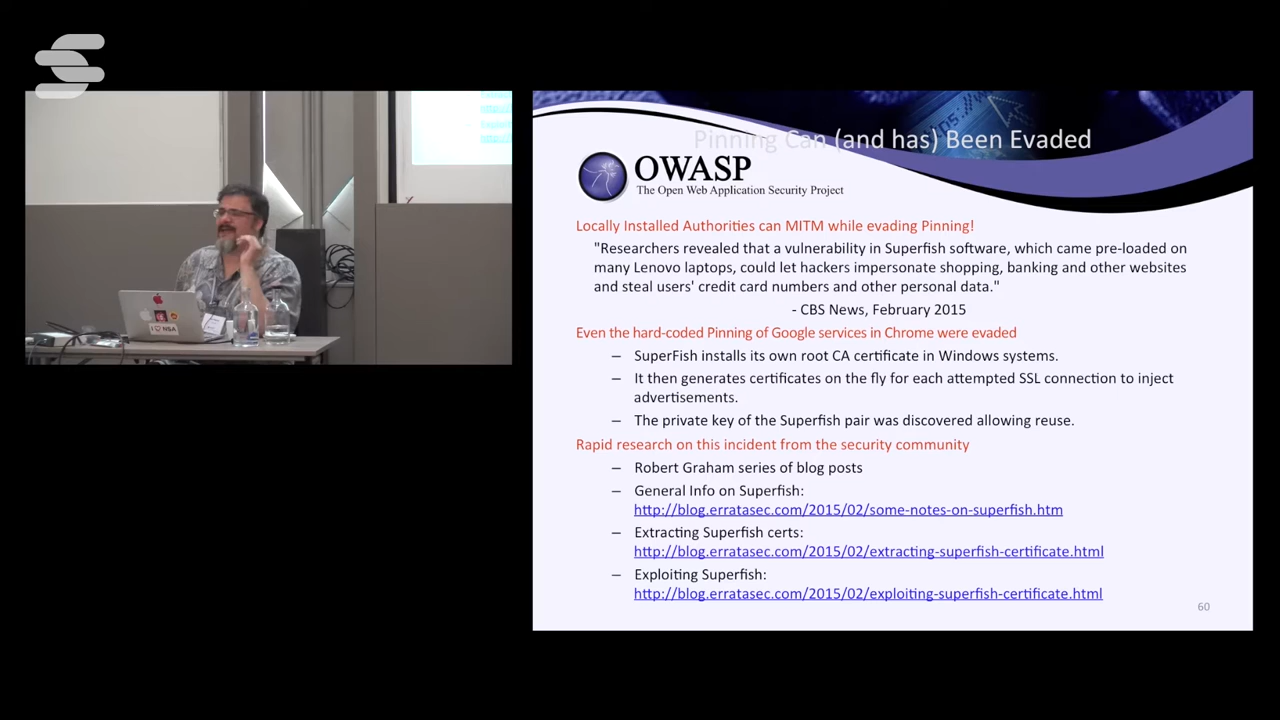 Pinning Can (and has) Been Evaded
OWASP
The Open Web Application Security Project
Locally Installed Authorities can MITM while evading Pinning!
"Researchers revealed that a vulnerability in Superfish software, which came pre-loaded on
many Lenovo laptops, could let hackers impersonate shopping, banking and other websites
and steal users' credit card numbers and other personal data."
- CBS News, February 2015
Even the hard-coded Pinning of Google services in Chrome were evaded
– SuperFish installs its own root CA certificate in Windows systems.
– It then generates certificates on the fly for each attempted SSL connection to inject
advertisements.
– The private key of the Superfish pair was discovered allowing reuse.
Rapid research on this incident from the security community
– Robert Graham series of blog posts
– General Info on Superfish:
http://blog.erratasec.com/2015/02/some-notes-on-superfish.htm
– Extracting Superfish certs:
http://blog.erratasec.com/2015/02/extracting-superfish-certificate.html
– Exploiting Superfish:
http://blog.erratasec.com/2015/02/exploiting-superfish-certificate.html
60
I NSA